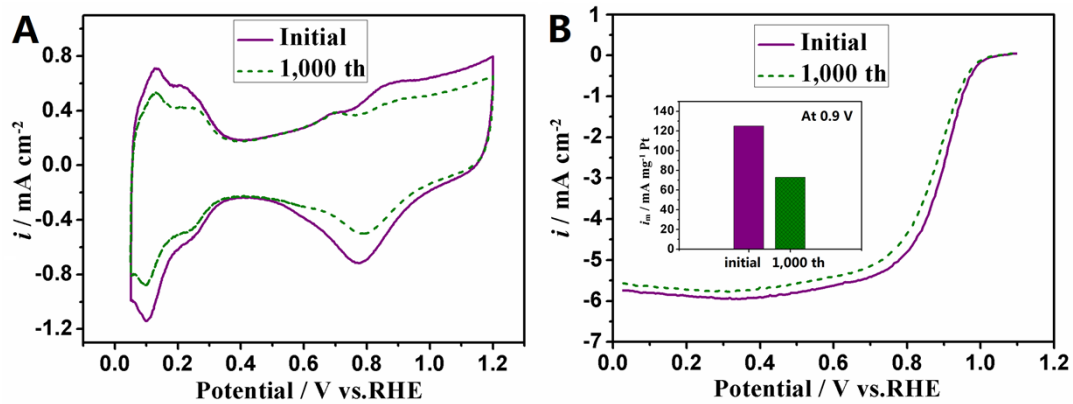 A
Initial
1,000 th
0.8
0.4
0.0
-0.4
-0.8
-1.2
i / mA cm⁻²
0.0 0.2 0.4 0.6 0.8 1.0 1.2
Potential / V vs.RHE
B
Initial
1,000 th
1
0
-1
-2
-3
-4
-5
-6
-7
i / mA cm⁻²
At 0.9 V
140
120
100
80
60
40
20
0
iₘ / mA mg⁻¹ Pt
initial 1,000 th
0.0 0.2 0.4 0.6 0.8 1.0 1.2
Potential / V vs.RHE